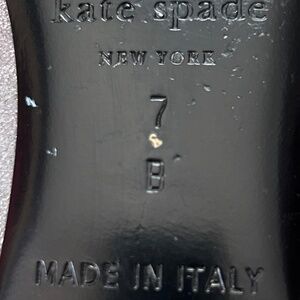 kate spade
NEW YORK
7
B
MADE IN ITALY